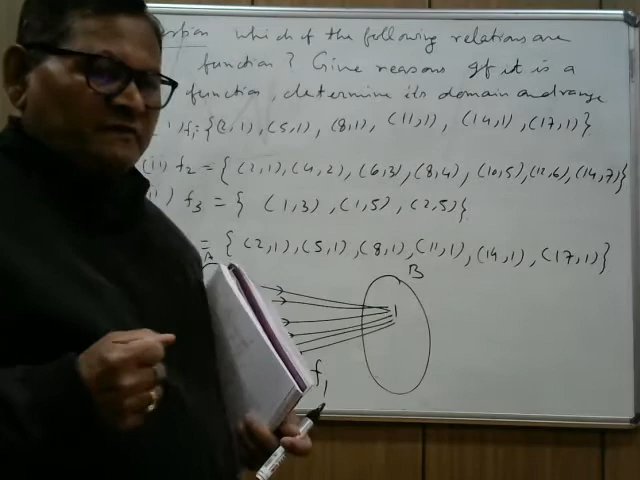 which of the following relations are
function? Give reasons If it is a
function, determine its domain and range
f₁ = {(2,1), (5,1), (8,1), (11,1), (14,1), (17,1)}
(ii) f₂ = { (2,1), (4,2), (6,3), (8,4), (10,5), (12,6), (14,7)}
f₃ = { (1,3), (1,5), (2,5)}
= { (2,1), (5,1), (8,1), (11,1), (14,1), (17,1)}
A B
1
f₁